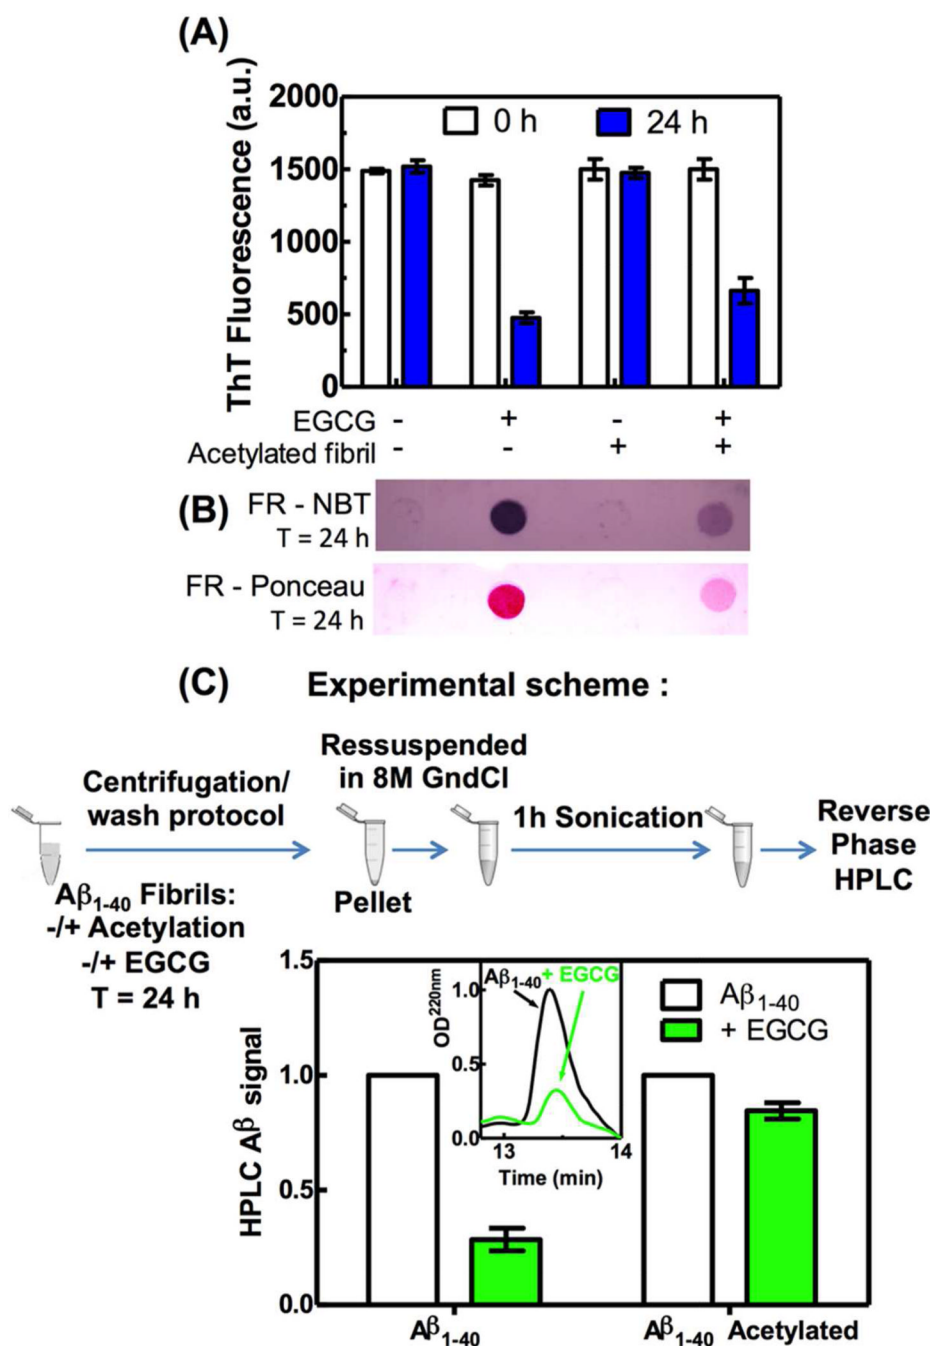 (A)
2000
1500
1000
500
0
ThT Fluorescence (a.u.)
0 h
24 h
EGCG - + - +
Acetylated fibril - - + +
(B)
FR - NBT
T = 24 h
FR - Ponceau
T = 24 h
(C) Experimental scheme :
Centrifugation/
wash protocol
Ressuspended
in 8M GndCl
1h Sonication
Reverse
Phase
HPLC
Pellet
Aβ1-40 Fibrils:
-/+ Acetylation
-/+ EGCG
T = 24 h
1.5
1.0
0.5
0.0
HPLC Aβ signal
Aβ1-40 + EGCG
OD220nm
1.0
0.5
0.0
13 14
Time (min)
Aβ1-40
+ EGCG
Aβ1-40
Aβ1-40 Acetylated